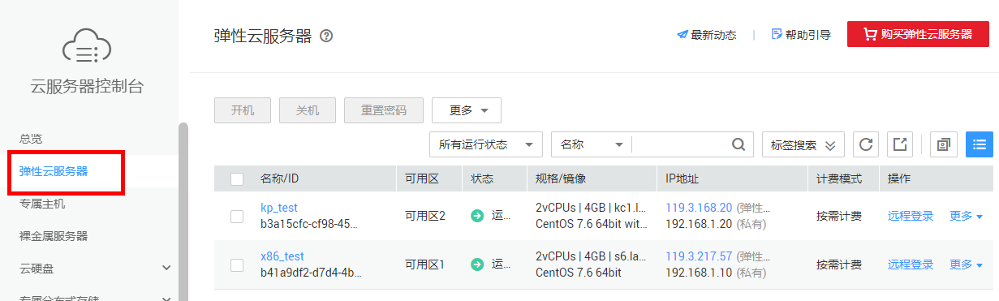 云服务器控制台
总览
弹性云服务器
专属主机
裸金属服务器
云硬盘
专属分布式存储
弹性云服务器 ?
最新动态 | 帮助引导 购买弹性云服务器
开机 关机 重置密码 更多
所有运行状态 名称 标签搜索
名称/ID 可用区 状态 规格/镜像 IP地址 计费模式 操作
kp_test 可用区2 运... 2vCPUs | 4GB | kc1.l... 119.3.168.20 (弹性... 按需计费 远程登录 更多
b3a15cfc-cf98-45... CentOS 7.6 64bit wit... 192.168.1.20 (私有)
x86_test 可用区1 运... 2vCPUs | 4GB | s6.la... 119.3.217.57 (弹性... 按需计费 远程登录 更多
b41a9df2-d7d4-4b... CentOS 7.6 64bit 192.168.1.10 (私有)